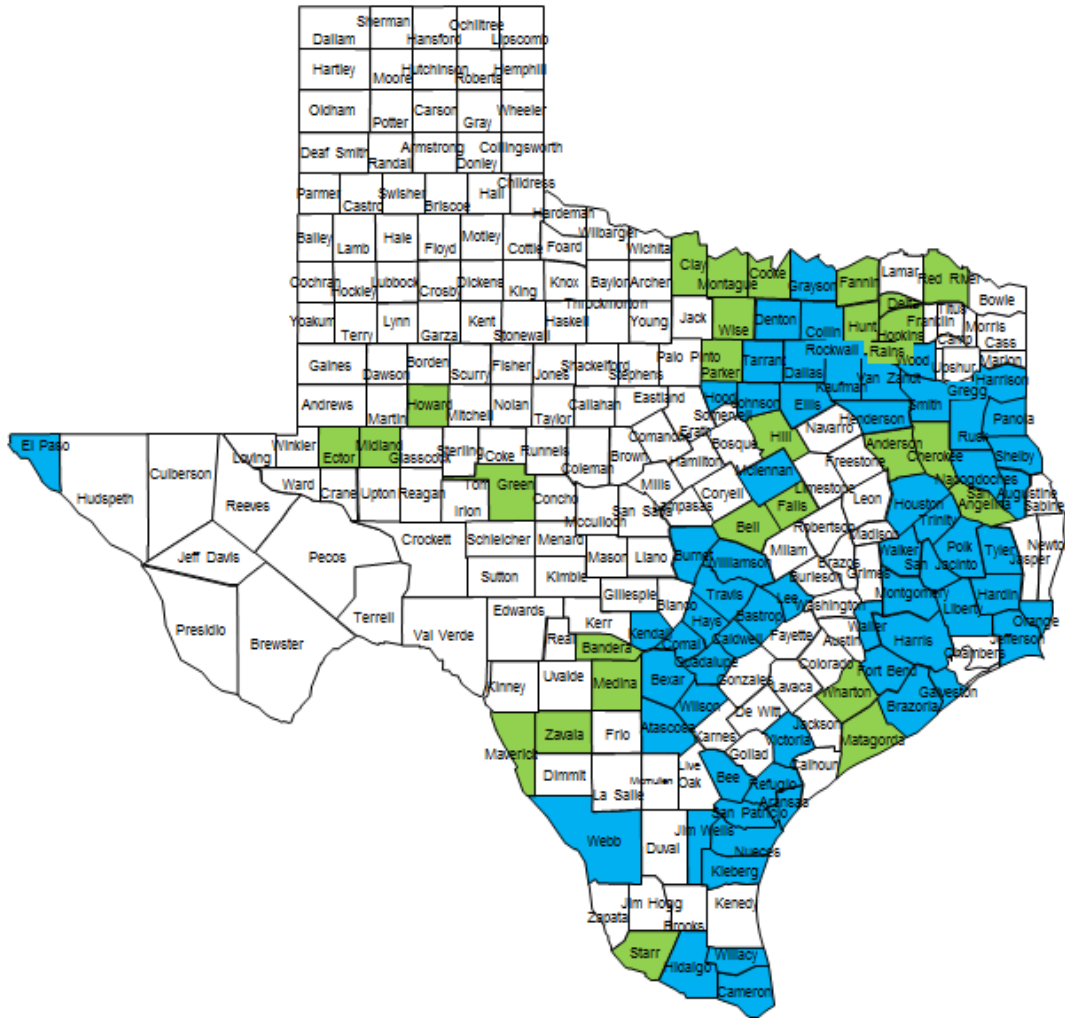 Sherman Ochiltree
Dallam Hansford Lipscomb
Hartley Moore Hutchinson Roberts Hemphill
Oldham Potter Carson Gray Wheeler
Deaf Smith Randall Armstrong Donley Collingsworth
Parmer Castro Swisher Briscoe Hall Childress
Hardeman
Bailey Lamb Hale Floyd Motley Cottle Foard Wilbarger Wichita
Clay Montague Cooke Grayson Fannin Lamar Red River Bowie
Cochran Hockley Lubbock Crosby Dickens King Knox Baylor Archer
Delta Titus Franklin Morris
Yoakum Terry Lynn Garza Kent Stonewall Haskell Throckmorton Young Jack Wise Denton Collin Hunt Hopkins Camp Cass
Gaines Dawson Borden Scurry Fisher Jones Shackelford Stephens Palo Pinto Parker Tarrant Dallas Rockwall Rains Wood Upshur Marion
Kaufman Van Zandt Gregg Harrison
Andrews Martin Howard Mitchell Nolan Taylor Callahan Eastland Hood Johnson Ellis Henderson Smith Panola
Somervell Erath Navarro Rusk
El Paso Loving Winkler Ector Midland Glasscock Sterling Coke Runnels Coleman Brown Comanche Hamilton Bosque Hill Freestone Anderson Cherokee Shelby
Hudspeth Culberson Reeves Ward Crane Upton Reagan Irion Tom Green Concho Mcculloch San Saba Millis Lampasas Coryell Mclennan Limestone Falls Leon Houston Nacogdoches Angelina San Augustine Sabine
Jeff Davis Pecos Crockett Schleicher Menard Mason Llano Burnet Bell Williamson Milam Robertson Madison Trinity Walker Polk Tyler Jasper Newto
Brazos Burleson Grimes San Jacinto
Presidio Brewster Terrell Val Verde Sutton Edwards Kimble Kerr Gillespie Blanco Travis Hays Bastrop Lee Washington Montgomery Liberty Hardin Orange
Real Kendall Comal Caldwell Fayette Austin Waller Harris Chambers Jefferson
Kinney Uvalde Bandera Medina Bexar Guadalupe Gonzales Lavaca Colorado Fort Bend Galveston
Maverick Zavala Frio Atascosa Wilson Karnes De Witt Jackson Wharton Brazoria
Dimmit La Salle Mcmullen Live Oak Goliad Victoria Calhoun Matagorda
Bee Refugio Aransas
Webb Duval Jim Wells San Patricio Nueces
Kleberg
Zapata Jim Hogg Brooks Kenedy
Starr Hidalgo Willacy
Cameron